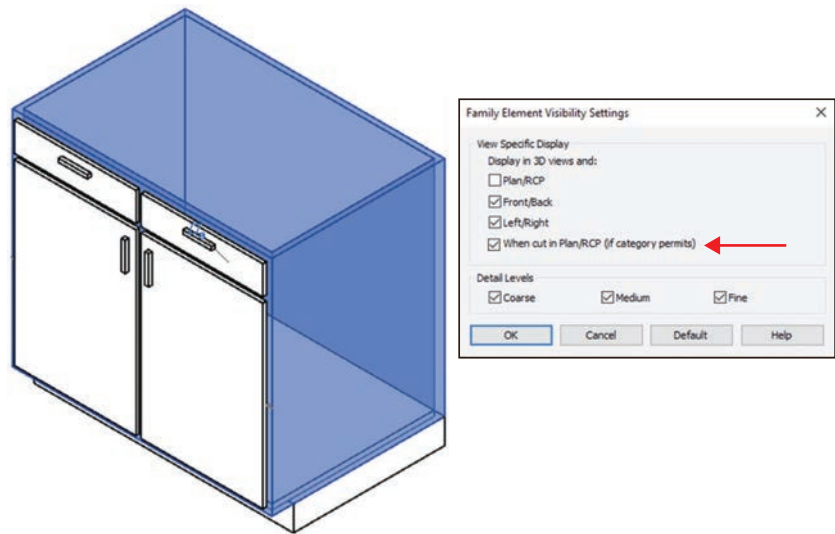 Family Element Visibility Settings
View Specific Display
Display in 3D views and:
Plan/RCP
Front/Back
Left/Right
When cut in Plan/RCP (if category permits)
Detail Levels
Coarse Medium Fine
OK Cancel Default Help